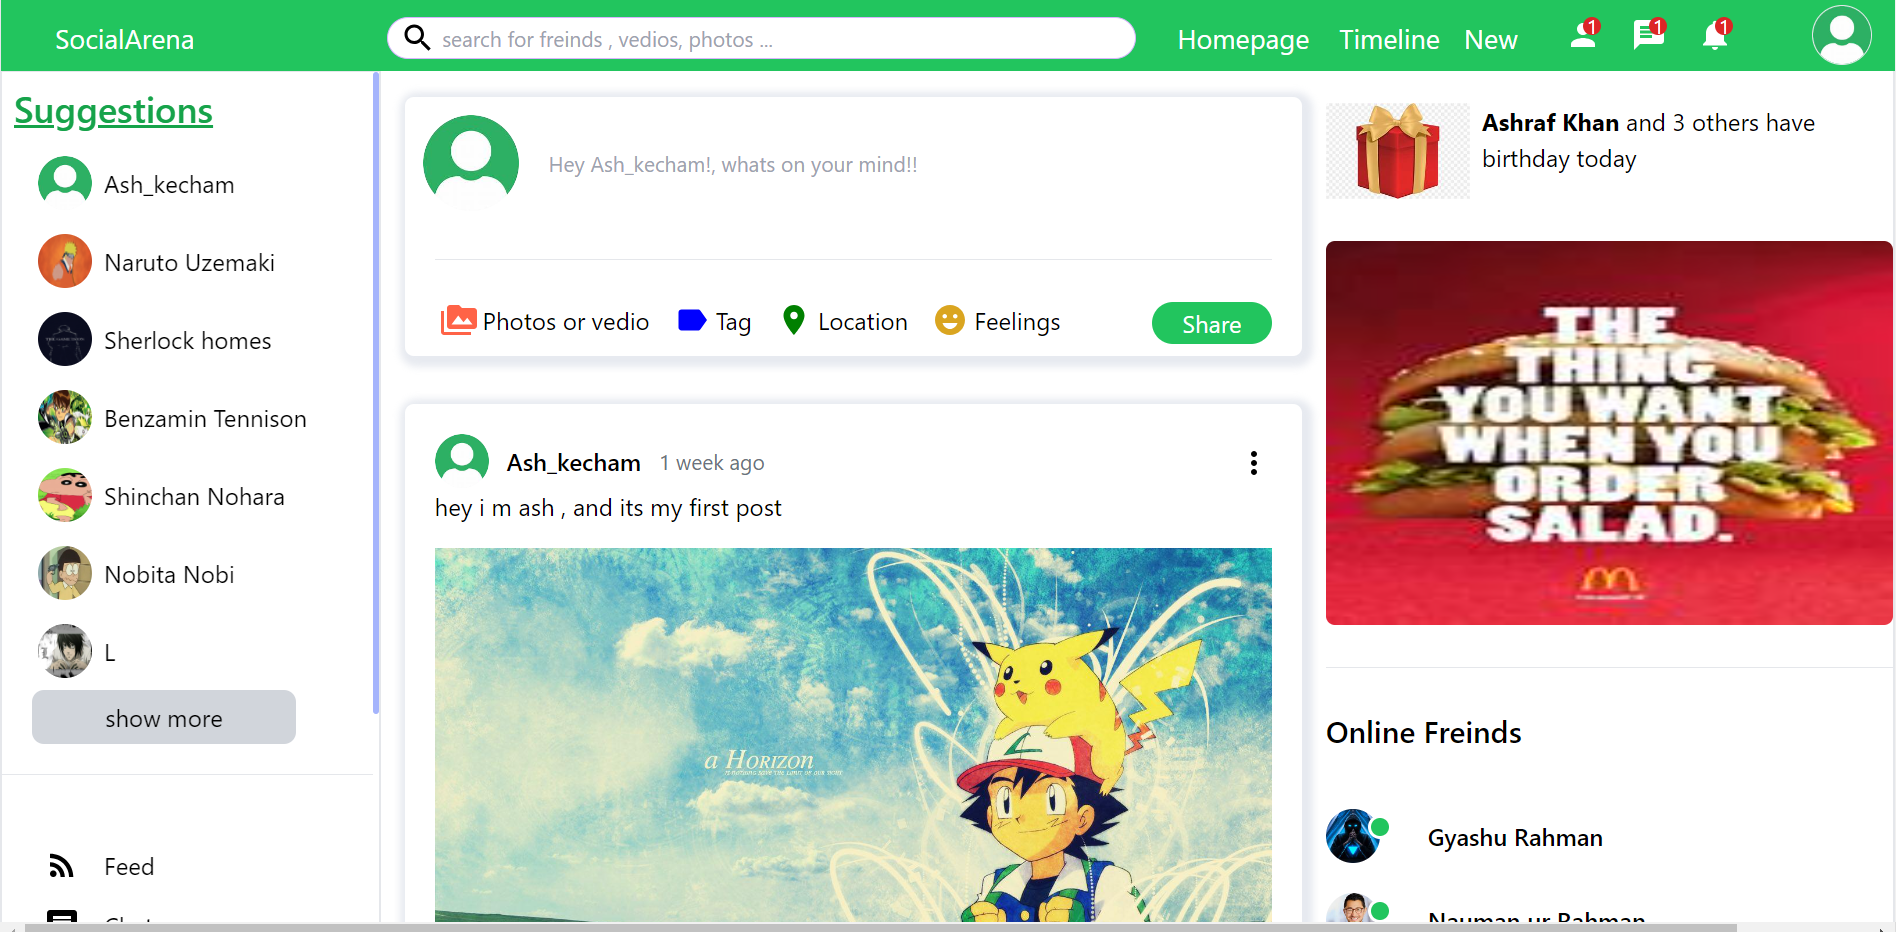 SocialArena
search for freinds , vedios, photos ...
Homepage
Timeline
New
1
1
1
Suggestions
Ash_kecham
Naruto Uzemaki
Sherlock homes
Benzamin Tennison
Shinchan Nohara
Nobita Nobi
L
show more
Feed
Hey Ash_kecham!, whats on your mind!!
Photos or vedio
Tag
Location
Feelings
Share
Ash_kecham 1 week ago
hey i m ash , and its my first post
a Horizon
Ashraf Khan and 3 others have
birthday today
THE
THING
YOU WANT
WHEN YOU
ORDER
SALAD.
Online Freinds
Gyashu Rahman
Nauman ur Rahman